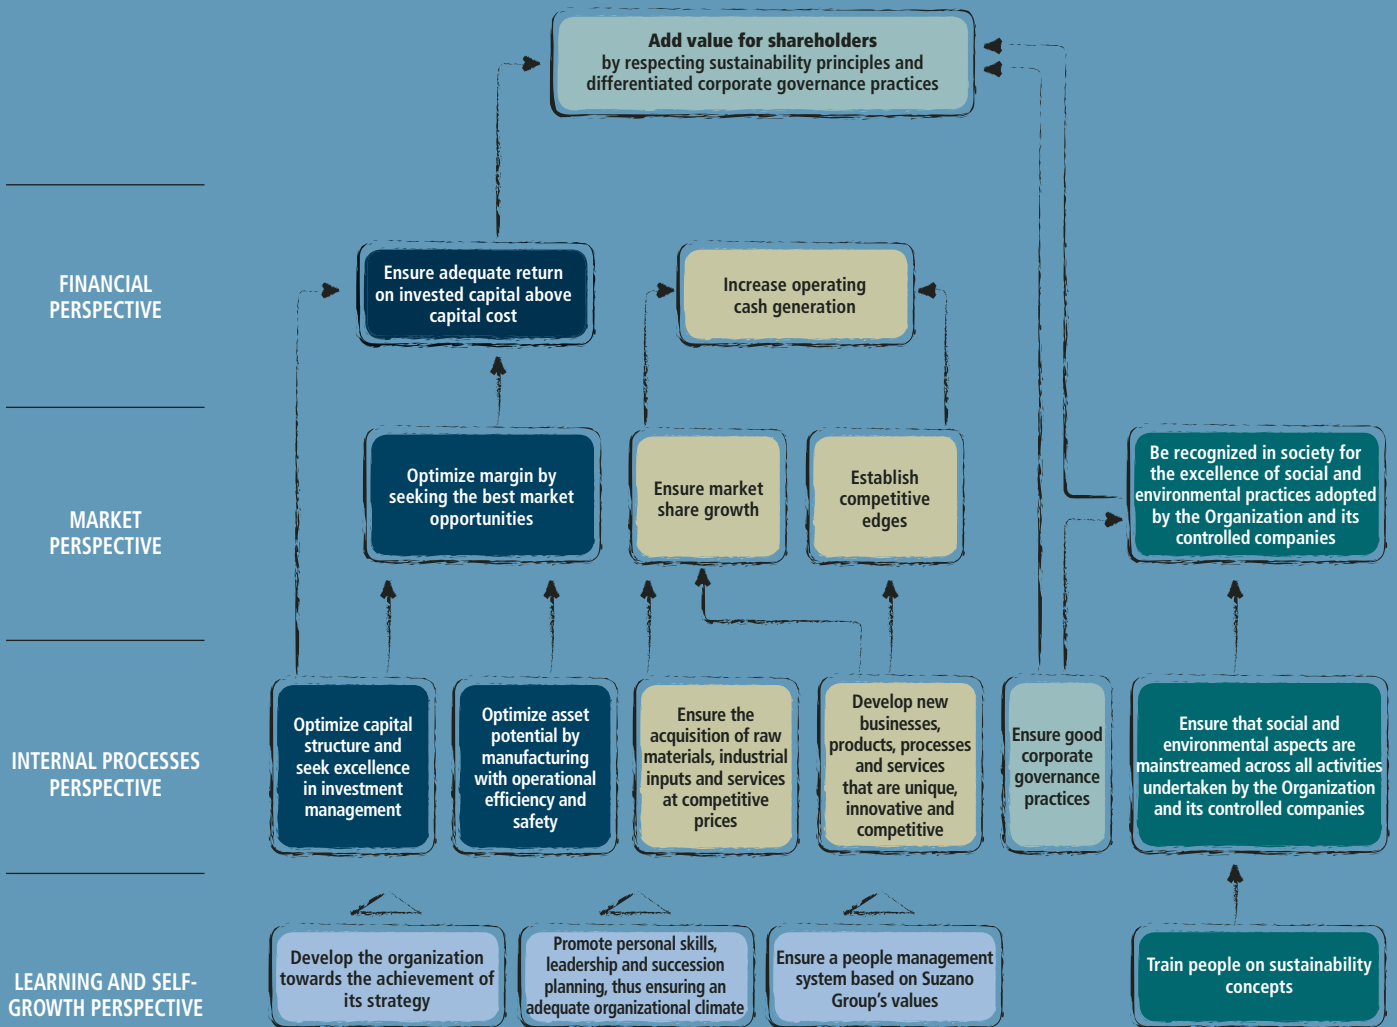 Add value for shareholders
by respecting sustainability principles and
differentiated corporate governance practices
FINANCIAL
PERSPECTIVE
Ensure adequate return
on invested capital above
capital cost
Increase operating
cash generation
MARKET
PERSPECTIVE
Optimize margin by
seeking the best market
opportunities
Ensure market
share growth
Establish
competitive
edges
Be recognized in society for
the excellence of social and
environmental practices adopted
by the Organization and its
controlled companies
INTERNAL PROCESSES
PERSPECTIVE
Optimize capital
structure and
seek excellence
in investment
management
Optimize asset
potential by
manufacturing
with operational
efficiency and
safety
Ensure the
acquisition of raw
materials, industrial
inputs and services
at competitive
prices
Develop new
businesses,
products, processes
and services
that are unique,
innovative and
competitive
Ensure good
corporate
governance
practices
Ensure that social and
environmental aspects are
mainstreamed across all activities
undertaken by the Organization
and its controlled companies
LEARNING AND SELF-
GROWTH PERSPECTIVE
Develop the organization
towards the achievement of
its strategy
Promote personal skills,
leadership and succession
planning, thus ensuring an
adequate organizational climate
Ensure a people management
system based on Suzano
Group's values
Train people on sustainability
concepts